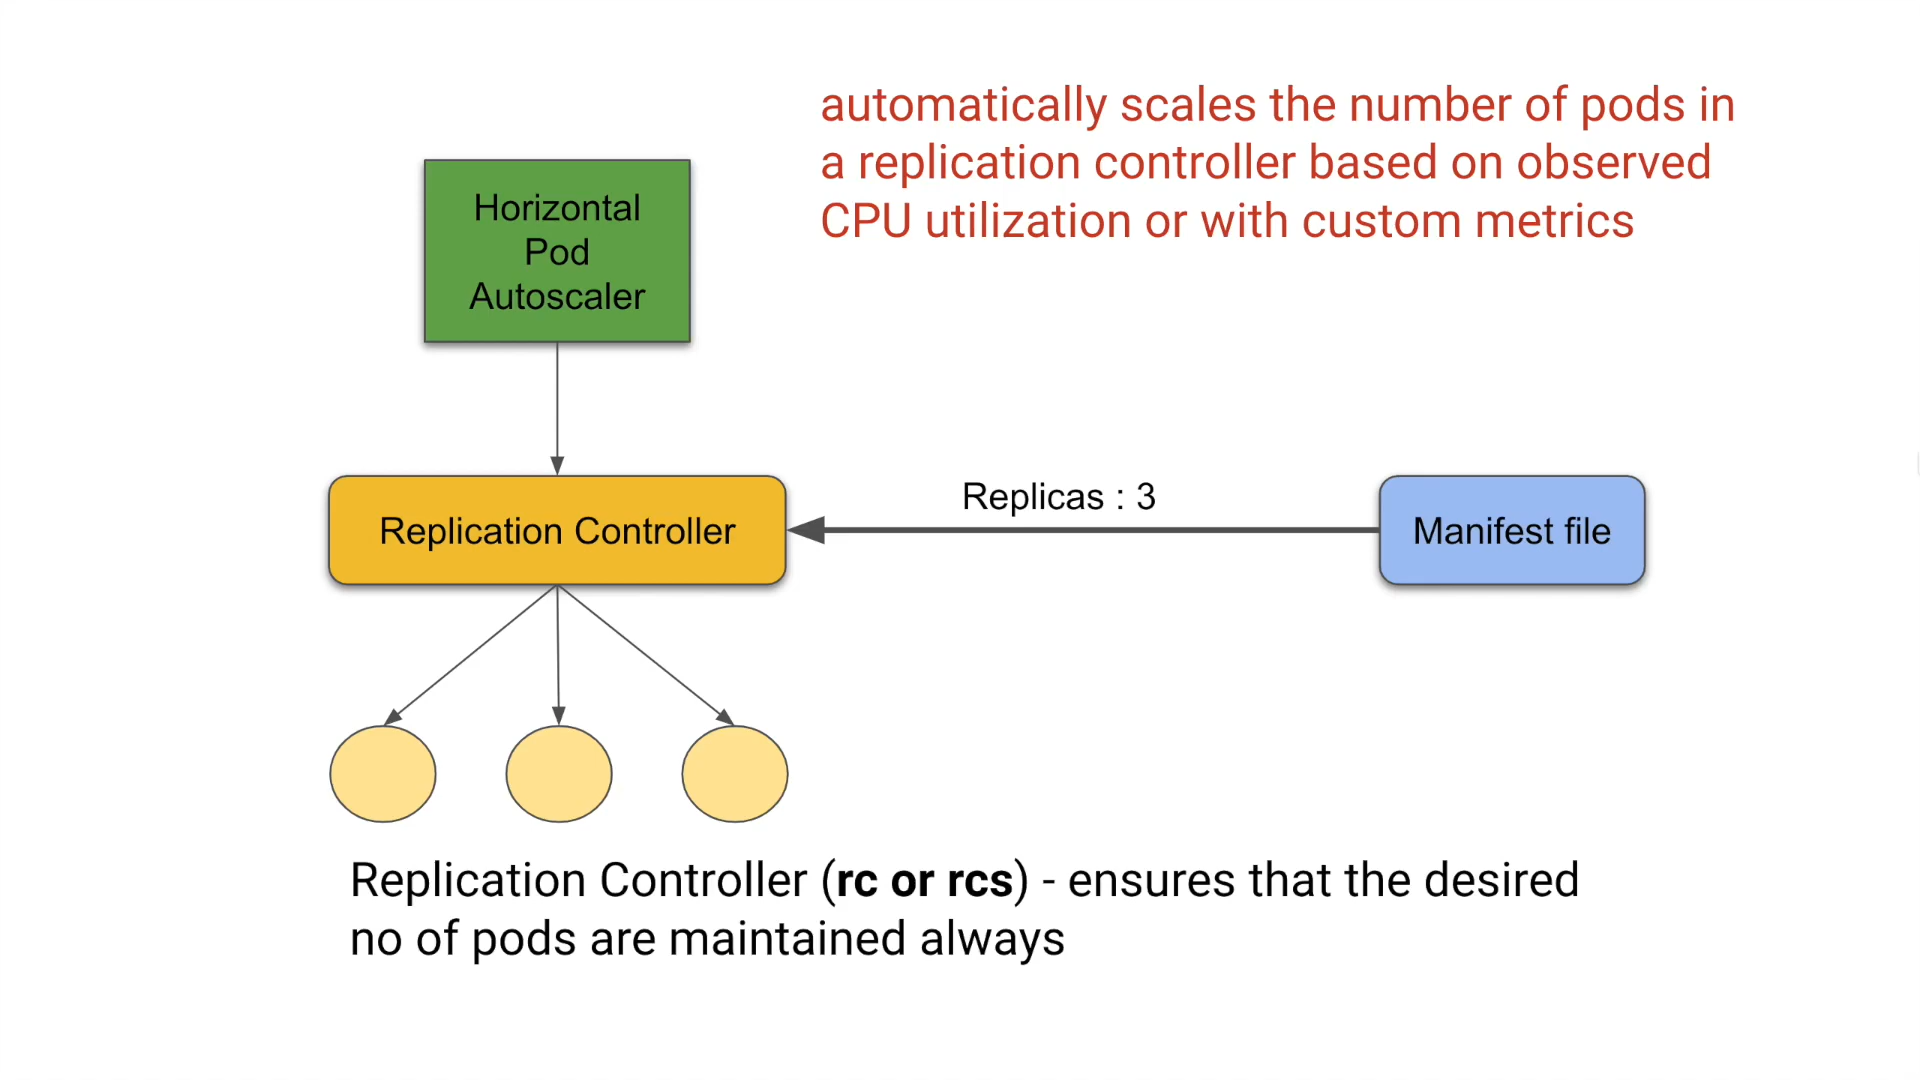 automatically scales the number of pods in
a replication controller based on observed
CPU utilization or with custom metrics
Horizontal
Pod
Autoscaler
Replication Controller
Replicas : 3
Manifest file
Replication Controller (rc or rcs) - ensures that the desired
no of pods are maintained always